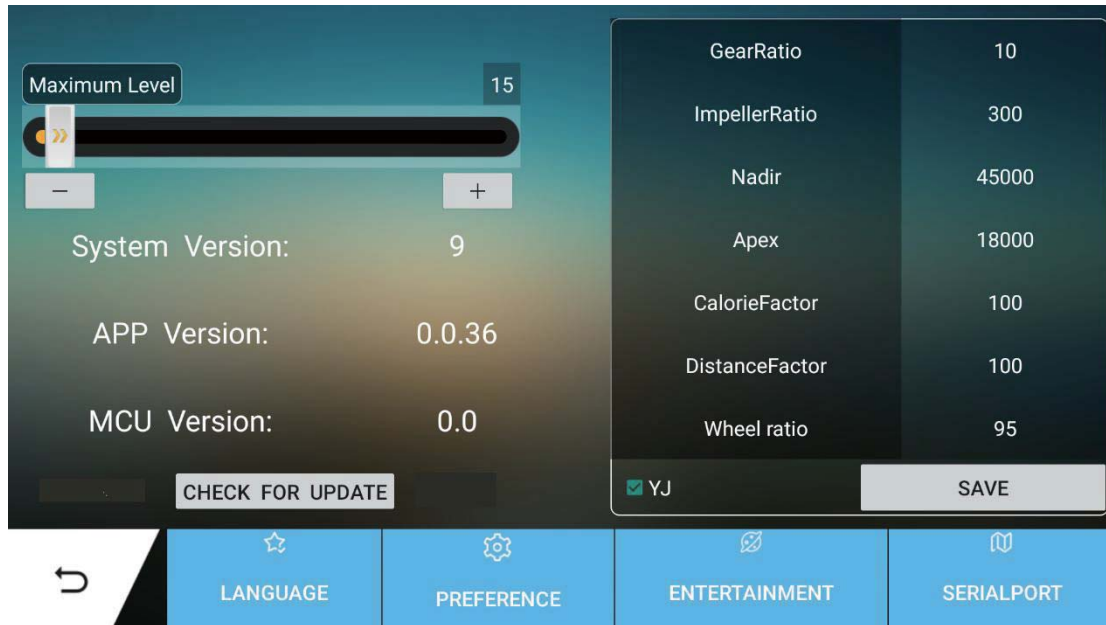 Maximum Level 15
− +
System Version: 9
APP Version: 0.0.36
MCU Version: 0.0
CHECK FOR UPDATE
GearRatio 10
ImpellerRatio 300
Nadir 45000
Apex 18000
CalorieFactor 100
DistanceFactor 100
Wheel ratio 95
YJ SAVE
LANGUAGE PREFERENCE ENTERTAINMENT SERIALPORT